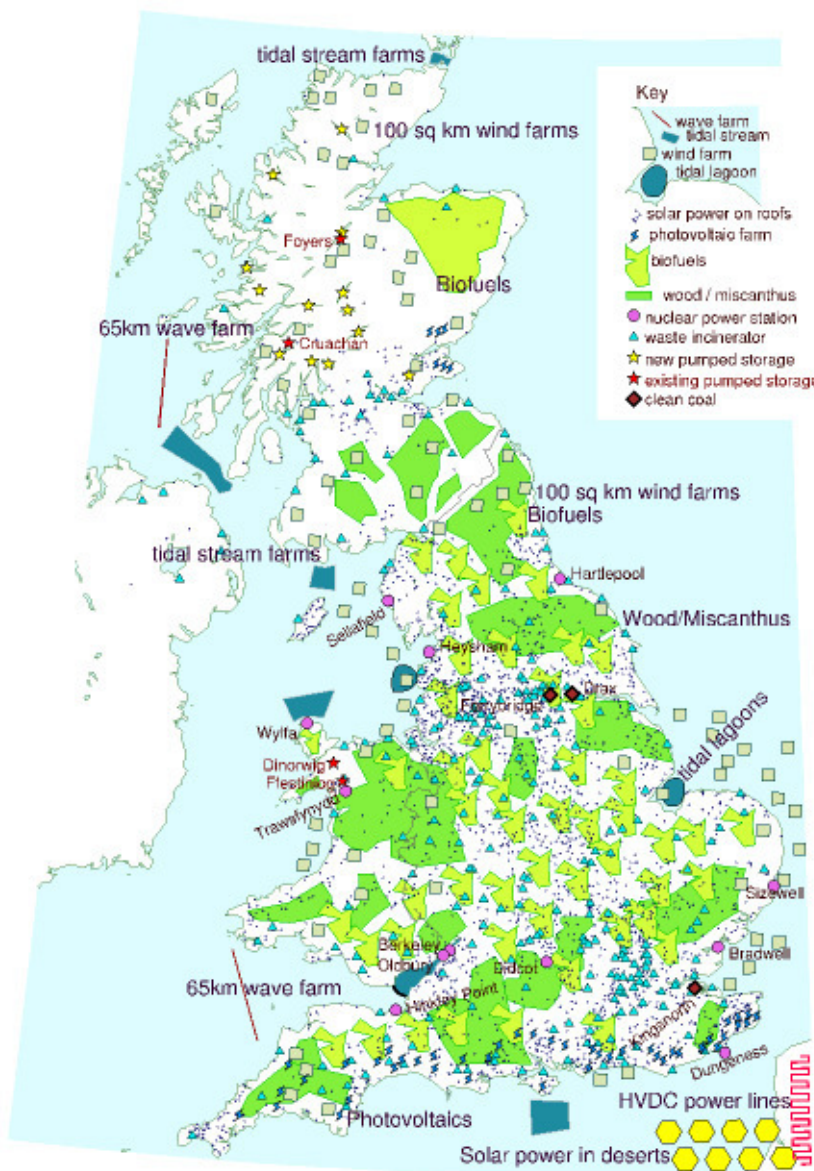 tidal stream farms
100 sq km wind farms
Key
wave farm
tidal stream
wind farm
tidal lagoon
solar power on roofs
photovoltaic farm
biofuels
wood / miscanthus
nuclear power station
waste incinerator
new pumped storage
existing pumped storage
clean coal
Foyers
Biofuels
65km wave farm
Cruachan
100 sq km wind farms
Biofuels
tidal stream farms
Hartlepool
Sellafield
Wood/Miscanthus
Heysham
Drax
Ferrybridge
Wylfa
tidal lagoons
Dinorwig
Ffestiniog
Trawsfynydd
Sizewell
Berkeley
Oldbury
Didcot
Bradwell
65km wave farm
Hinkley Point
Kingsnorth
Dungeness
Photovoltaics
HVDC power lines
Solar power in deserts